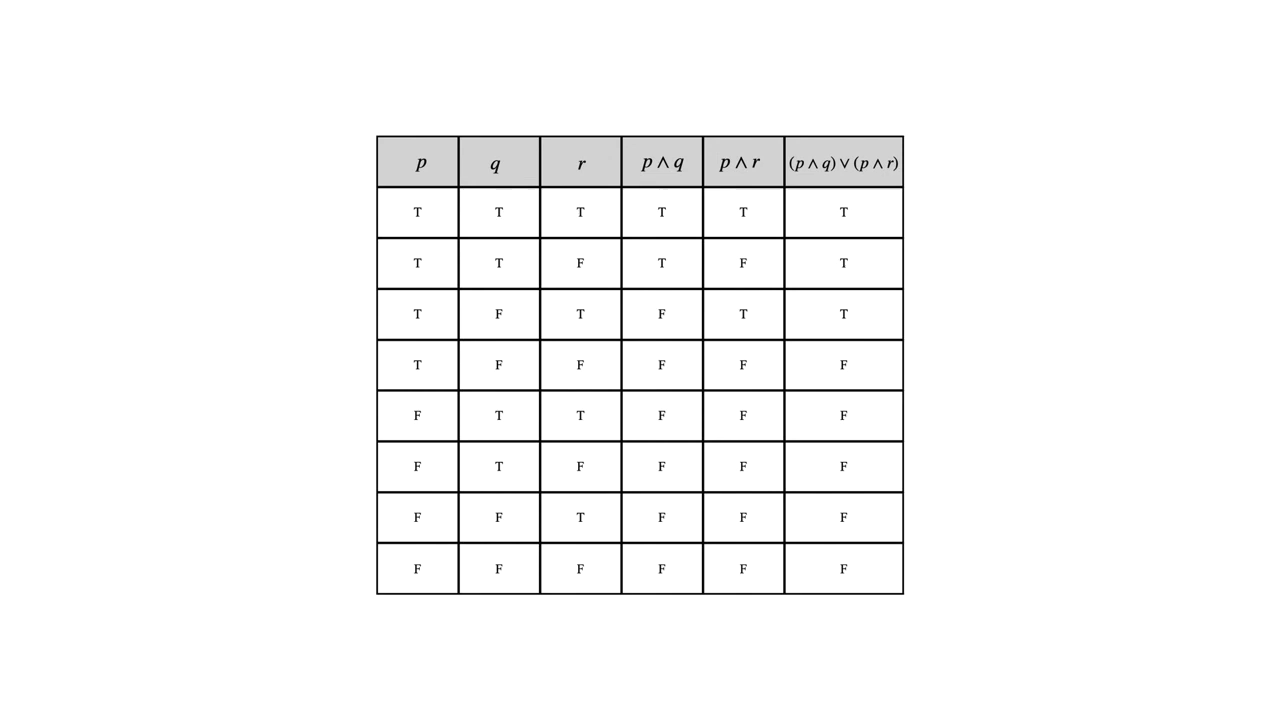 p q r p ∧ q p ∧ r (p ∧ q) ∨ (p ∧ r)
T T T T T T
T T F T F T
T F T F T T
T F F F F F
F T T F F F
F T F F F F
F F T F F F
F F F F F F